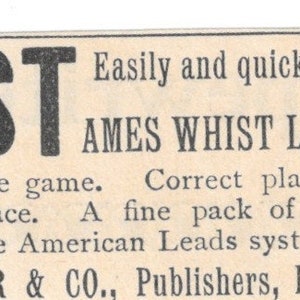 ST Easily and quick
AMES WHIST L
e game. Correct pla
ace. A fine pack of
e American Leads syst
R & CO., Publishers,